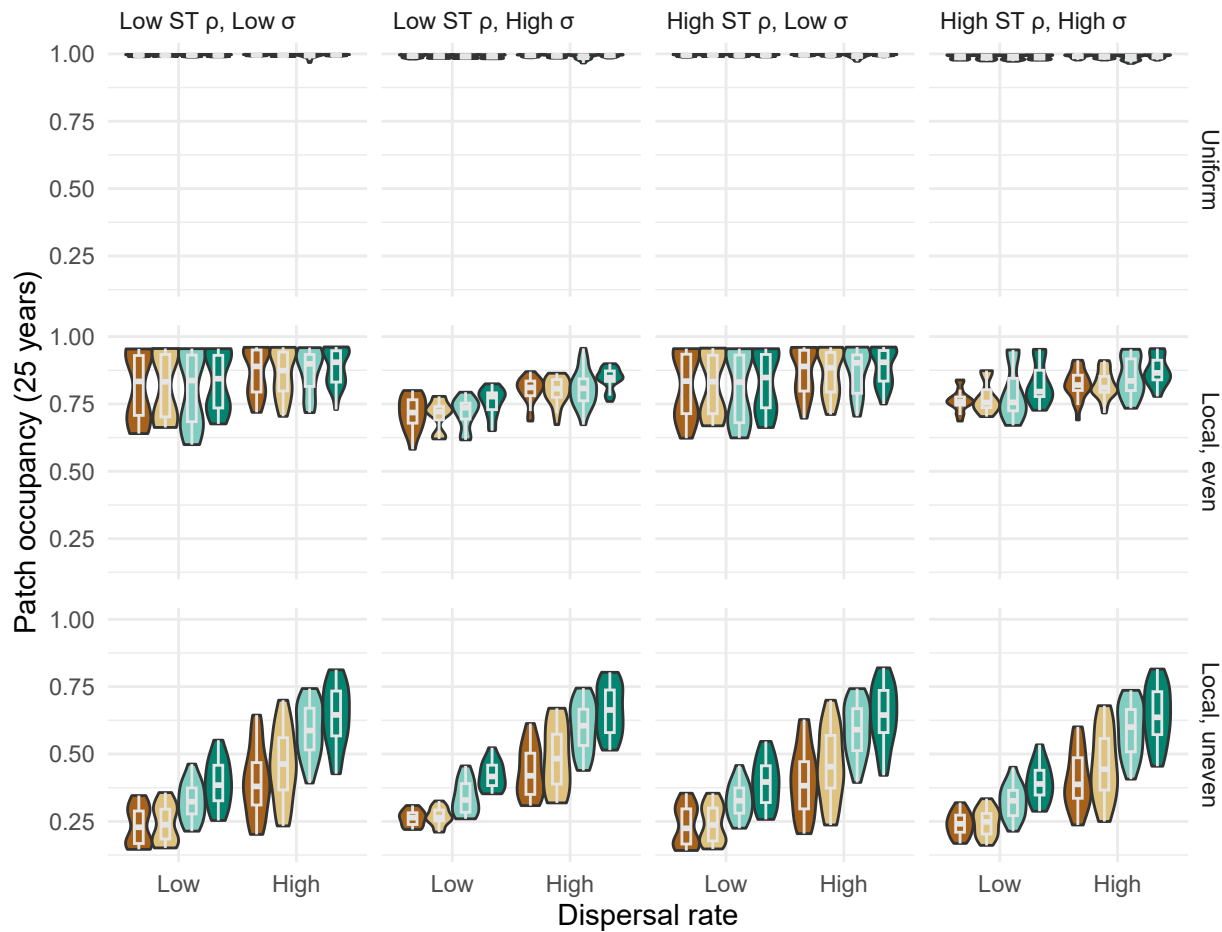 Low ST ρ, Low σ
Low ST ρ, High σ
High ST ρ, Low σ
High ST ρ, High σ
1.00
0.75
0.50
0.25
Uniform
1.00
0.75
0.50
0.25
Local, even
1.00
0.75
0.50
0.25
Local, uneven
Patch occupancy (25 years)
Low
High
Low
High
Low
High
Low
High
Dispersal rate